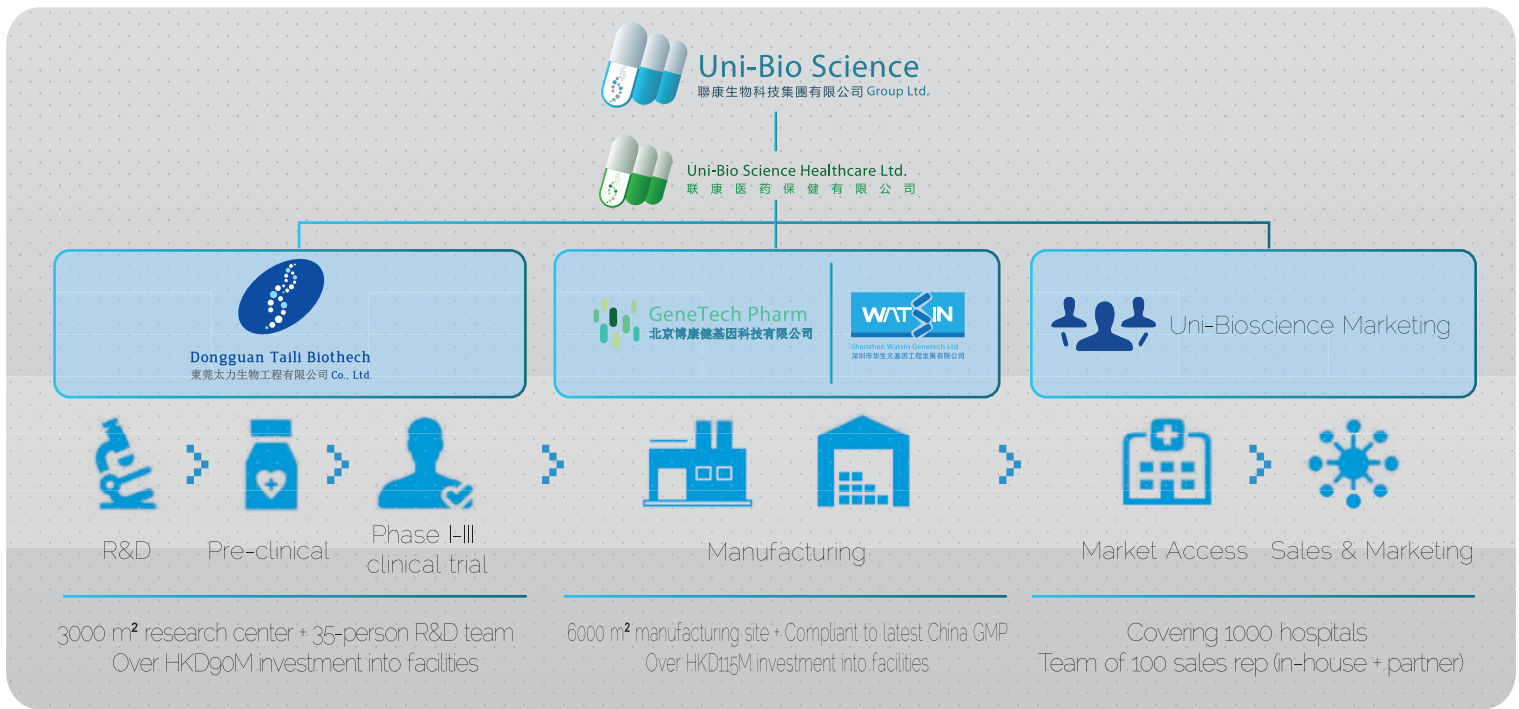 Uni-Bio Science
聯康生物科技集團有限公司 Group Ltd.
Uni-Bio Science Healthcare Ltd.
联康医药保健有限公司
Dongguan Taili Biothech
東莞太力生物工程有限公司 Co., Ltd.
GeneTech Pharm
北京博康健基因科技有限公司
WATSIN
Shenzhen Watsin Genetech Ltd
深圳市华生元基因工程发展有限公司
Uni-Bioscience Marketing
R&D
Pre-clinical
Phase I-III
clinical trial
Manufacturing
Market Access
Sales & Marketing
3000 m² research center + 35-person R&D team
Over HKD90M investment into facilities
6000 m² manufacturing site + Compliant to latest China GMP
Over HKD115M investment into facilities
Covering 1000 hospitals
Team of 100 sales rep (in-house + partner)